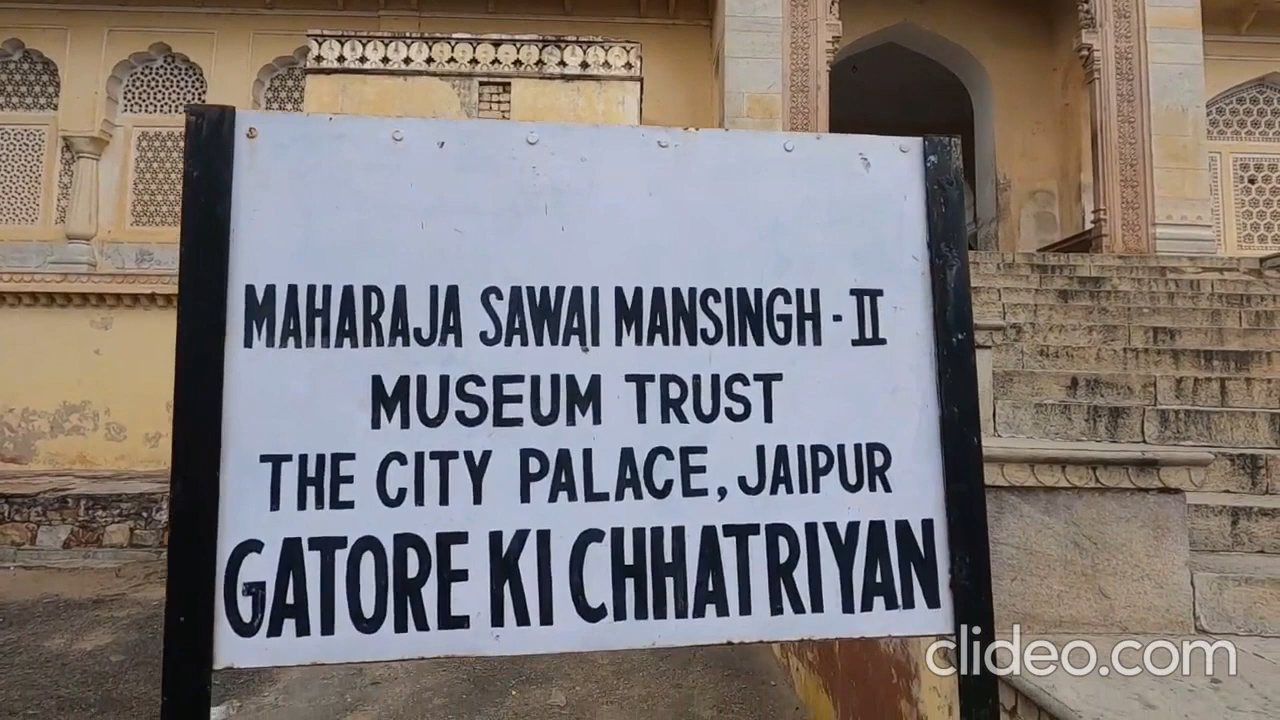 MAHARAJA SAWAI MANSINGH - II
MUSEUM TRUST
THE CITY PALACE, JAIPUR
GATORE KI CHHATRIYAN
clideo.com